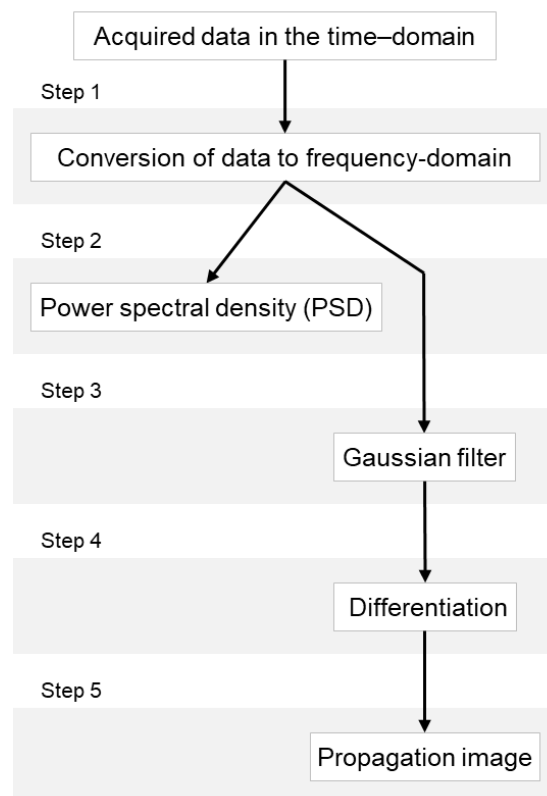 Acquired data in the time–domain
Step 1
Conversion of data to frequency-domain
Step 2
Power spectral density (PSD)
Step 3
Gaussian filter
Step 4
Differentiation
Step 5
Propagation image